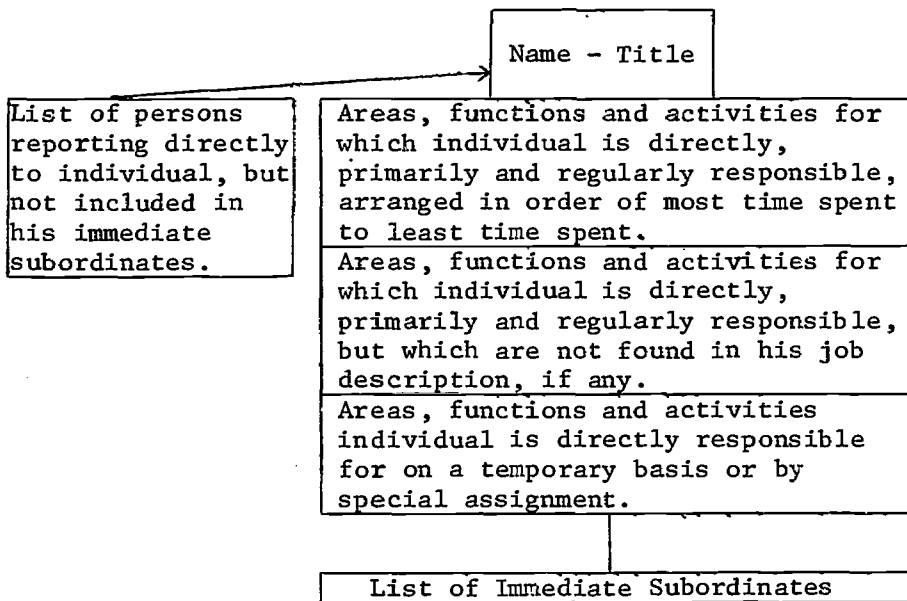 Name - Title
List of persons
reporting directly
to individual, but
not included in
his immediate
subordinates.
Areas, functions and activities for
which individual is directly,
primarily and regularly responsible,
arranged in order of most time spent
to least time spent.
Areas, functions and activities for
which individual is directly,
primarily and regularly responsible,
but which are not found in his job
description, if any.
Areas, functions and activities
individual is directly responsible
for on a temporary basis or by
special assignment.
List of Immediate Subordinates